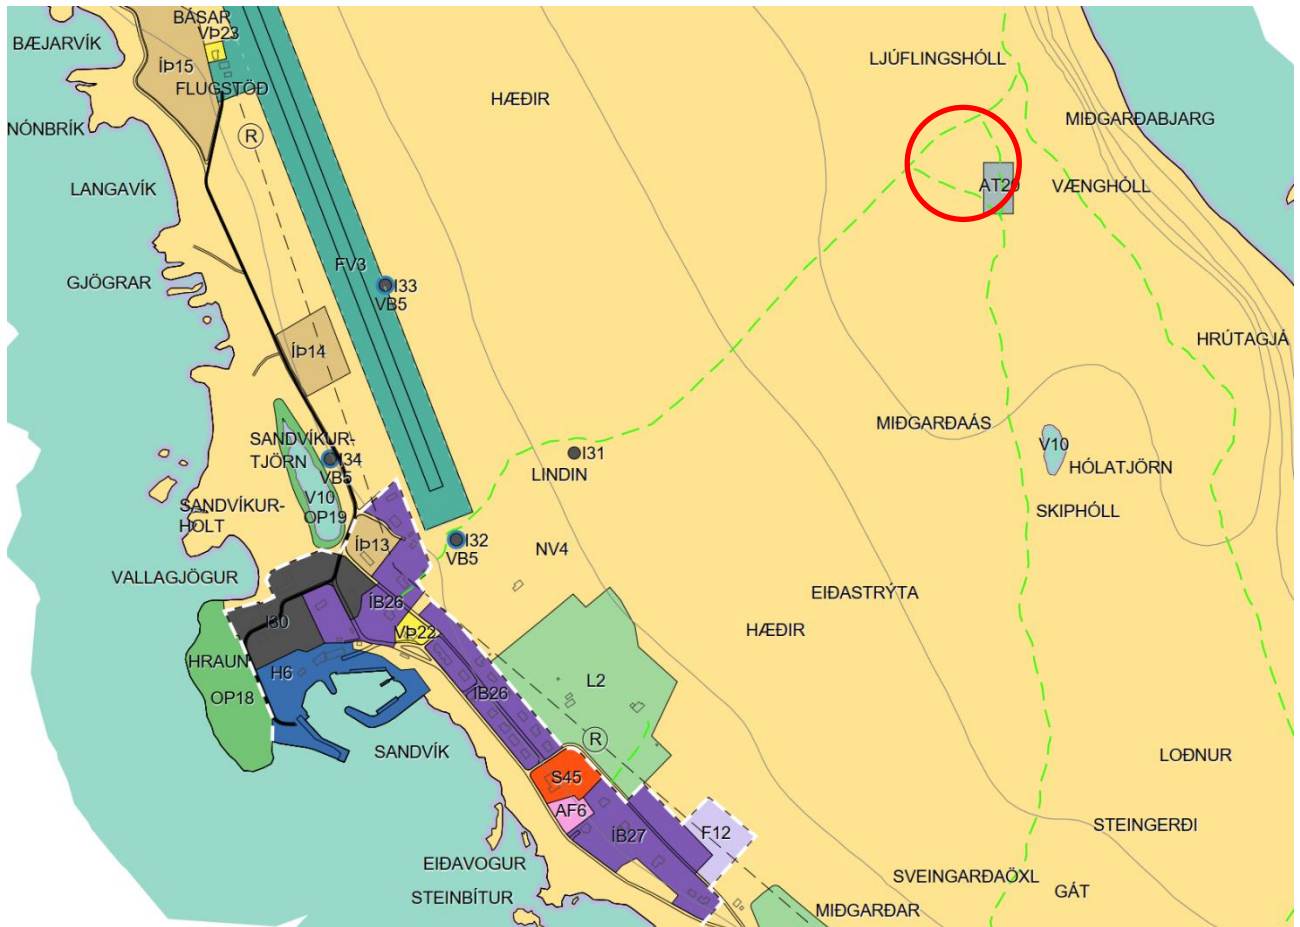 BÁSAR
VÞ23
BÆJARVÍK
ÍÞ15
FLUGSTÖÐ
LJÚFLINGSHÓLL
HÆÐIR
MIÐGARÐABJARG
NÓNBRÍK
R
LANGAVÍK
AT20
VÆNGHÓLL
FV3
GJÖGRAR
I33
VB5
HRÚTAGJÁ
ÍÞ14
MIÐGARÐAÁS
SANDVÍKUR-
TJÖRN
I34
VB5
I31
LINDIN
V10
HÓLATJÖRN
V10
OP19
SANDVÍKUR-
HOLT
SKIPHÓLL
ÍÞ13
I32
VB5
NV4
VALLAGJÖGUR
EIÐASTRÝTA
ÍB26
I30
VÞ22
HÆÐIR
HRAUN
H6
OP18
L2
ÍB26
R
SANDVÍK
LOÐNUR
S45
AF6
ÍB27
F12
STEINGERÐI
EIÐAVOGUR
SVEINGARÐAÖXL
GÁT
STEINBÍTUR
MIÐGARÐAR